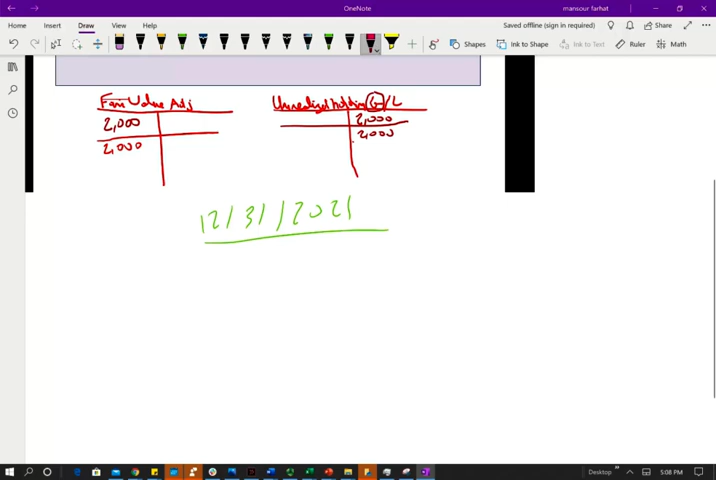 OneNote
mansour farhat
Home Insert Draw View Help
Saved offline (sign in required)
Share
Shapes
Ink to Shape
Ink to Text
Ruler
Math
Fair Value Adj
Unrealized holding G/L
2,000
2,000
2,000
2,000
12/31/2021
Desktop
5:08 PM